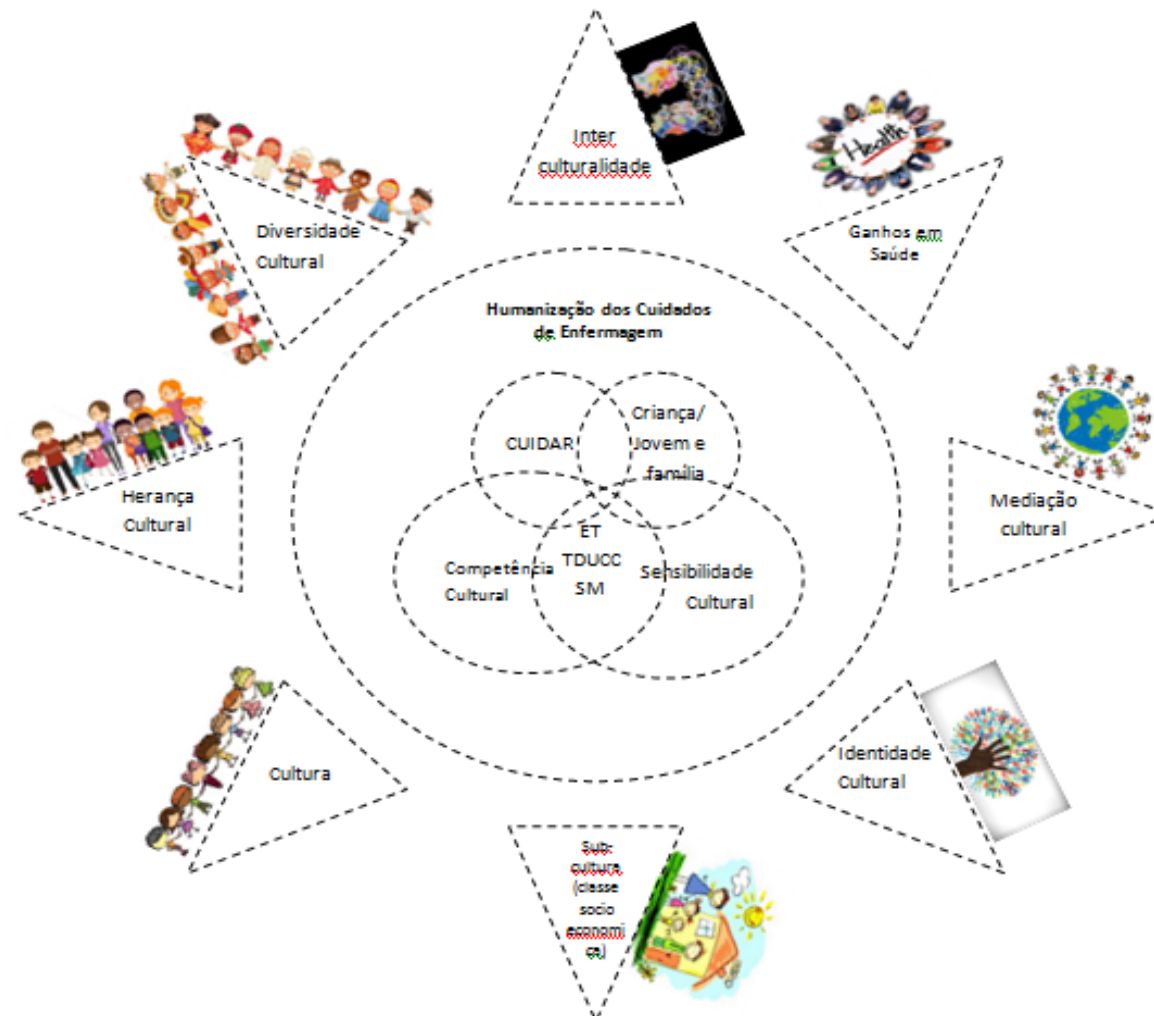 Inter
culturalidade
Health
Ganhos em
Saúde
Diversidade
Cultural
Humanização dos Cuidados
de Enfermagem
CUIDAR
Criança/
Jovem e
família
Herança
Cultural
Mediação
cultural
ET
TDUCC
SM
Competência
Cultural
Sensibilidade
Cultural
Cultura
Identidade
Cultural
Sub-
cultura
(classe
socio
economi
ca)